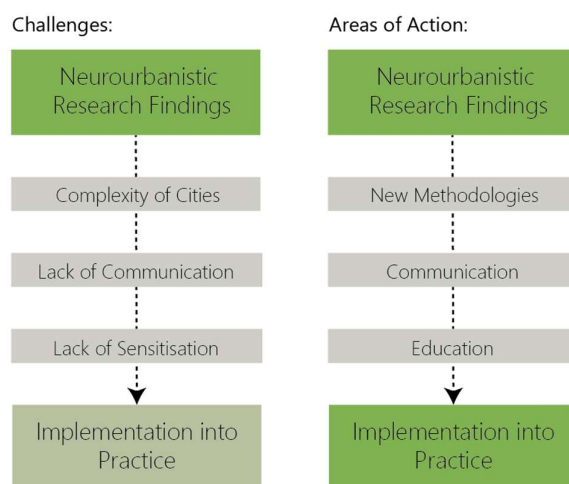 Challenges:
Neurourbanistic
Research Findings
Complexity of Cities
Lack of Communication
Lack of Sensitisation
Implementation into
Practice
Areas of Action:
Neurourbanistic
Research Findings
New Methodologies
Communication
Education
Implementation into
Practice